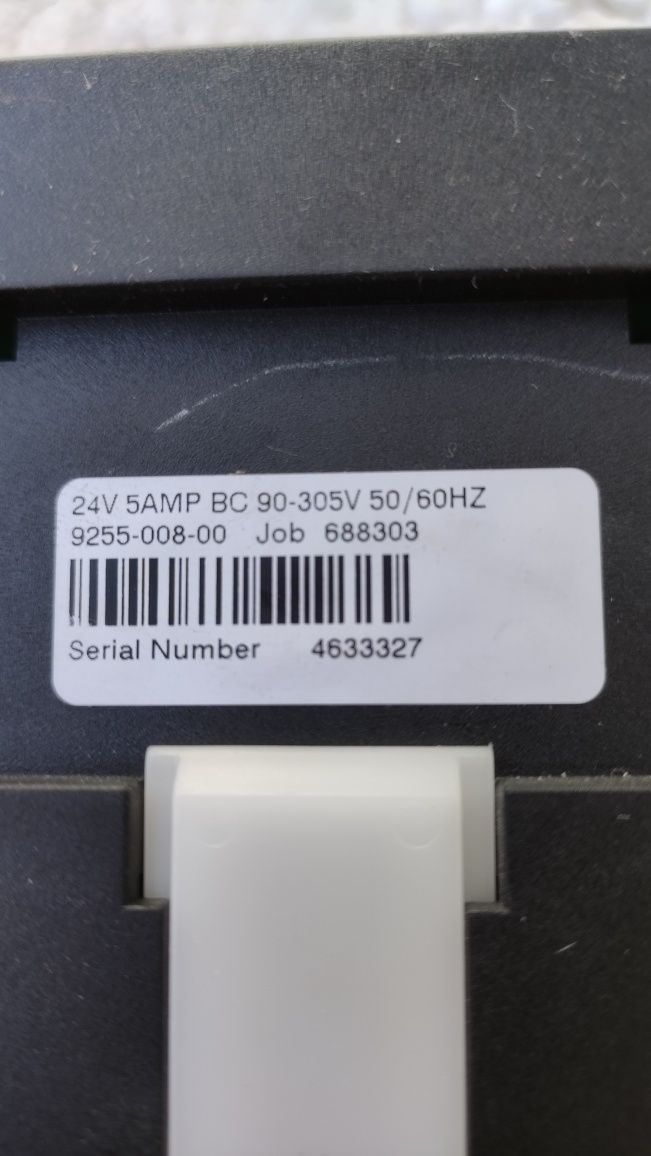 24V 5AMP BC 90-305V 50/60HZ
9255-008-00 Job 688303
Serial Number 4633327